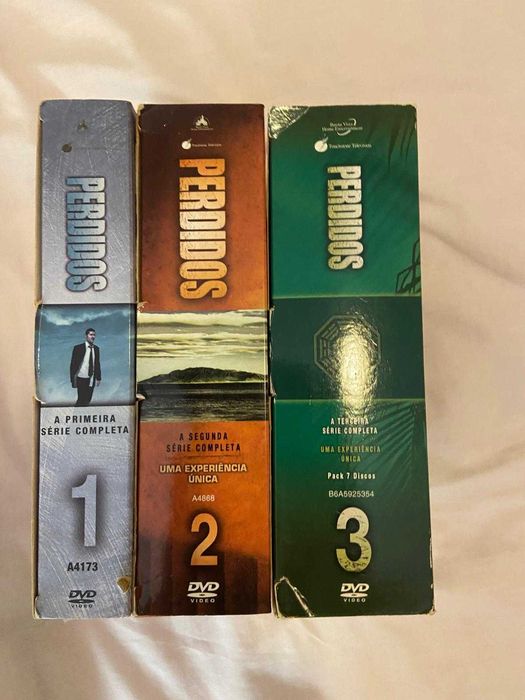 PERDIDOS
A PRIMEIRA
SÉRIE COMPLETA
1
A4173
DVD
VIDEO
Touchstone Television
PERDIDOS
A SEGUNDA
SÉRIE COMPLETA
UMA EXPERIÊNCIA
ÚNICA
A4868
2
DVD
VIDEO
Buena Vista
Home Entertainment
Touchstone Television
PERDIDOS
A TERCEIRA
SÉRIE COMPLETA
UMA EXPERIÊNCIA
ÚNICA
Pack 7 Discos
B6A5925354
3
DVD
VIDEO